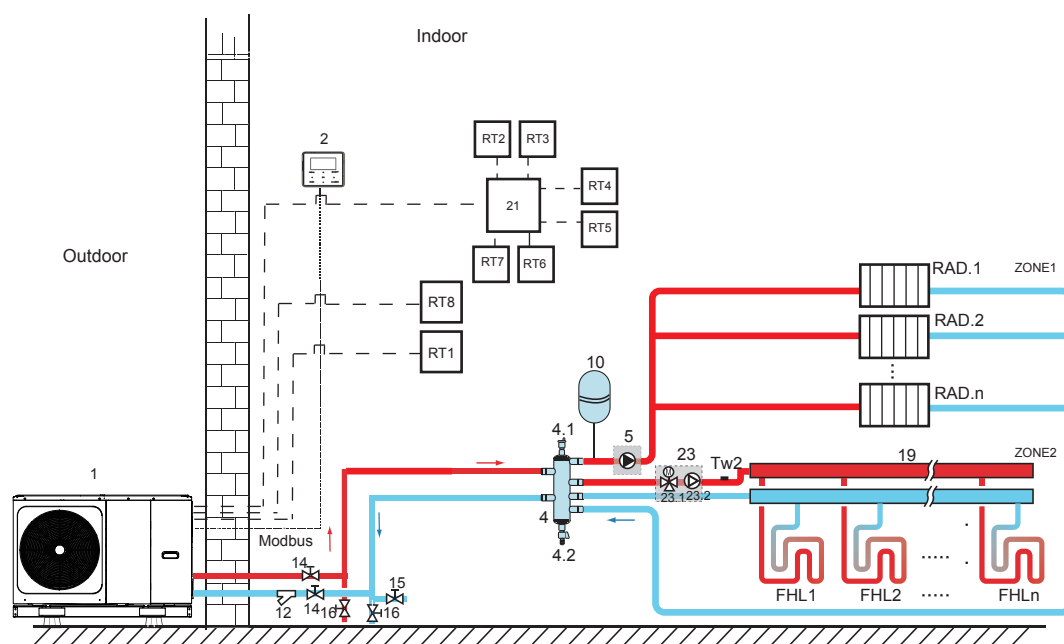 Indoor
2
RT2
RT3
RT4
21
RT5
RT7
RT6
Outdoor
RAD.1
ZONE1
RT8
RAD.2
RT1
10
RAD.n
4.1
5
23
Tw2
19
ZONE2
M
1
23.1
23.2
4
Modbus
4.2
14
15
12
14
16
16
FHL1
FHL2
.....
FHLn